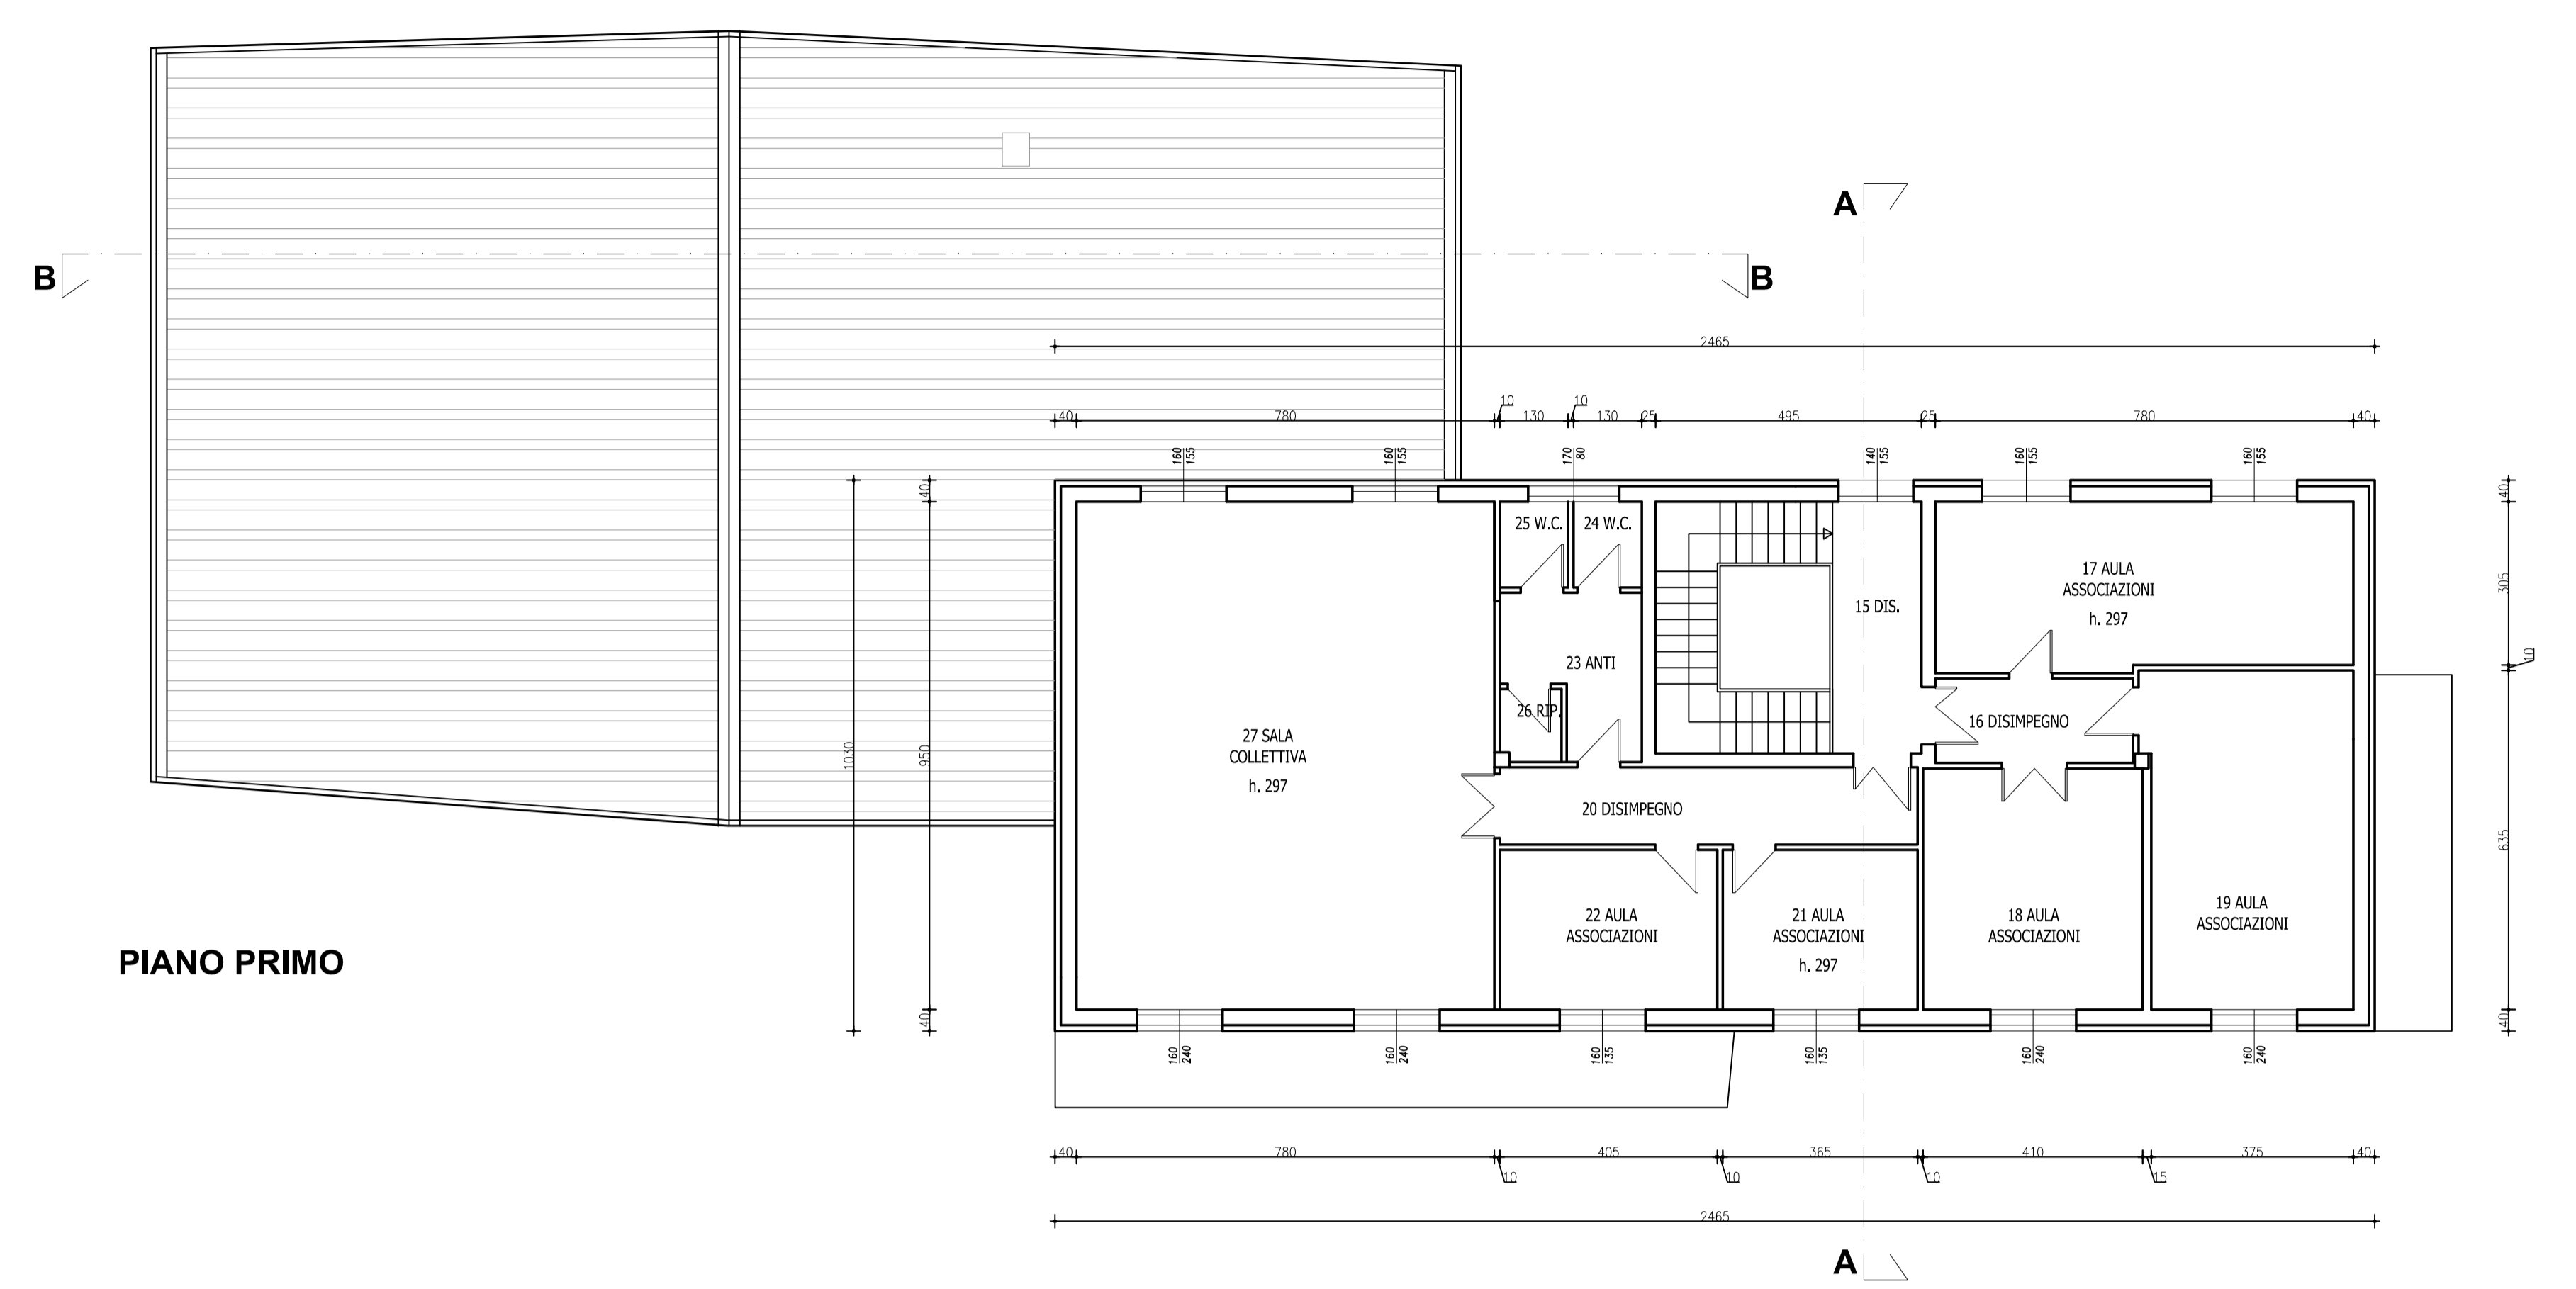 A
B
B
2465
10
10
40
780
130
130
25
495
25
780
40
160
155
160
155
170
80
140
155
160
155
160
155
40
40
25 W.C.
24 W.C.
17 AULA
ASSOCIAZIONI
h. 297
305
15 DIS.
10
23 ANTI
26 RIP.
16 DISIMPEGNO
27 SALA
COLLETTIVA
h. 297
1030
950
20 DISIMPEGNO
635
19 AULA
ASSOCIAZIONI
22 AULA
ASSOCIAZIONI
21 AULA
ASSOCIAZIONI
h. 297
18 AULA
ASSOCIAZIONI
PIANO PRIMO
40
40
160
240
160
240
160
135
160
135
160
240
160
240
40
780
405
365
410
375
40
10
10
10
15
2465
A